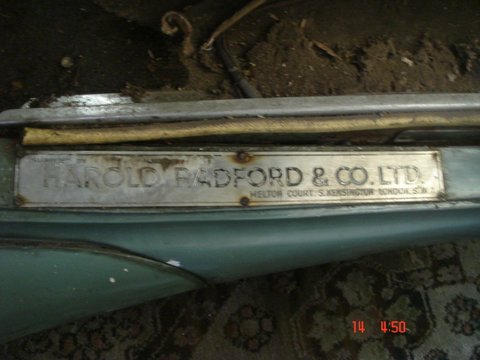 HAROLD RADFORD & CO. LTD.
MELTON COURT. S. KENSINGTON LONDON. S.W.
14 4:50